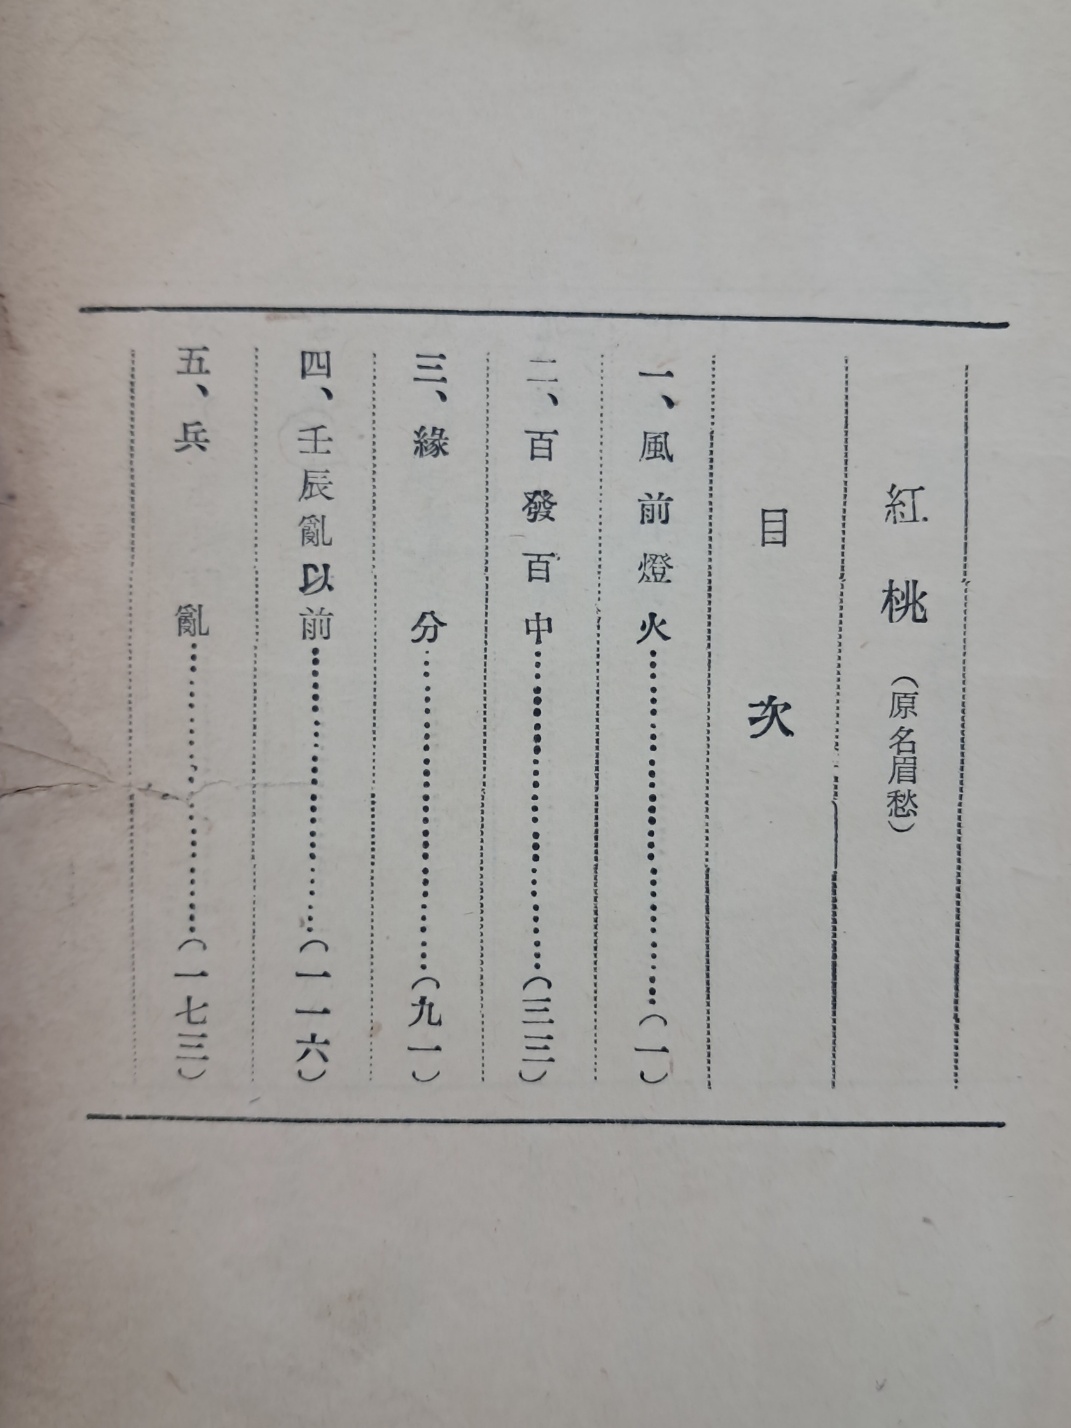 紅桃（原名眉愁）
目次
一、風前燈火……（一）
二、百發百中……（三三）
三、緣分……（九一）
四、壬辰亂以前……（一一六）
五、兵亂……（一七三）